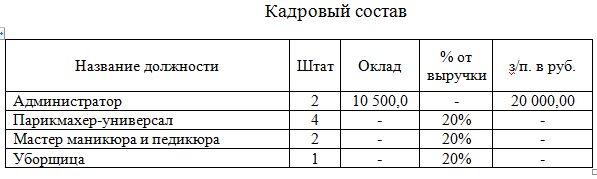 Кадровый состав
Название должности Штат Оклад % от выручки з/п. в руб.
Администратор 2 10 500,0 - 20 000,00
Парикмахер-универсал 4 - 20% -
Мастер маникюра и педикюра 2 - 20% -
Уборщица 1 - 20% -